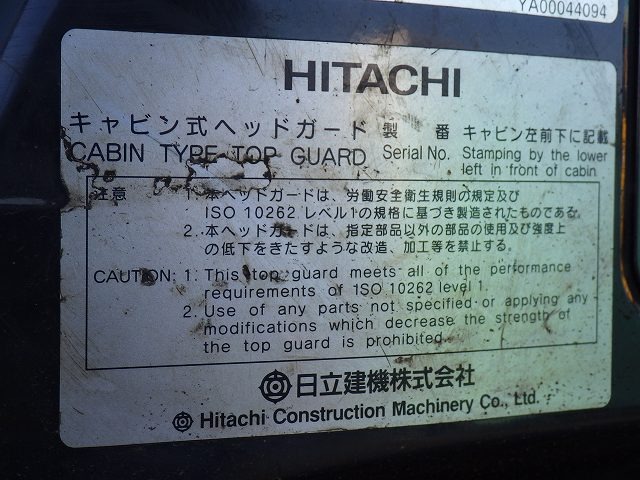 YA00044094
HITACHI
キャビン式ヘッドガード 製 番 キャビン左前下に記載
CABIN TYPE TOP GUARD Serial No. Stamping by the lower
left in front of cabin
注意 1. 本ヘッドガードは、労働安全衛生規則の規定及び
ISO 10262 レベル1の規格に基づき製造されたものである。
2. 本ヘッドガードは、指定部品以外の部品の使用及び強度上
の低下をきたすような改造、加工等を禁止する。
CAUTION: 1. This top guard meets all of the performance
requirements of ISO 10262 level 1.
2. Use of any parts not specified or applying any
modifications which decrease the strength of
the top guard is prohibited.
日立建機株式会社
Hitachi Construction Machinery Co., Ltd.